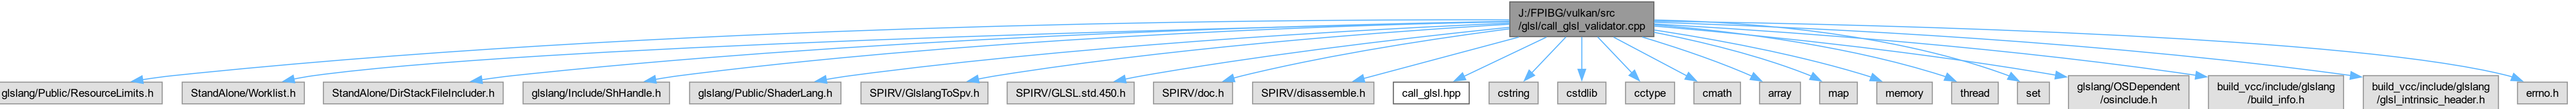 J:/FPIBG/vulkan/src
/glsl/call_glsl_validator.cpp
glslang/Public/ResourceLimits.h
StandAlone/Worklist.h
StandAlone/DirStackFileIncluder.h
glslang/Include/ShHandle.h
glslang/Public/ShaderLang.h
SPIRV/GlslangToSpv.h
SPIRV/GLSL.std.450.h
SPIRV/doc.h
SPIRV/disassemble.h
call_glsl.hpp
cstring
cstdlib
cctype
cmath
array
map
memory
thread
set
glslang/OSDependent
/osinclude.h
build_vcc/include/glslang
/build_info.h
build_vcc/include/glslang
/glsl_intrinsic_header.h
errno.h